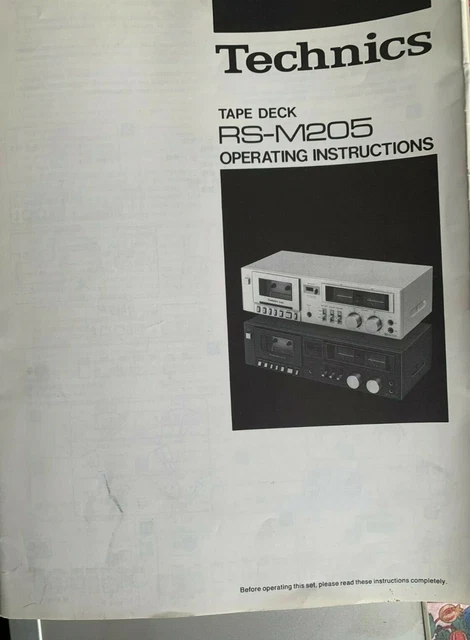 Technics
TAPE DECK
RS-M205
OPERATING INSTRUCTIONS
Before operating this set, please read these instructions completely.